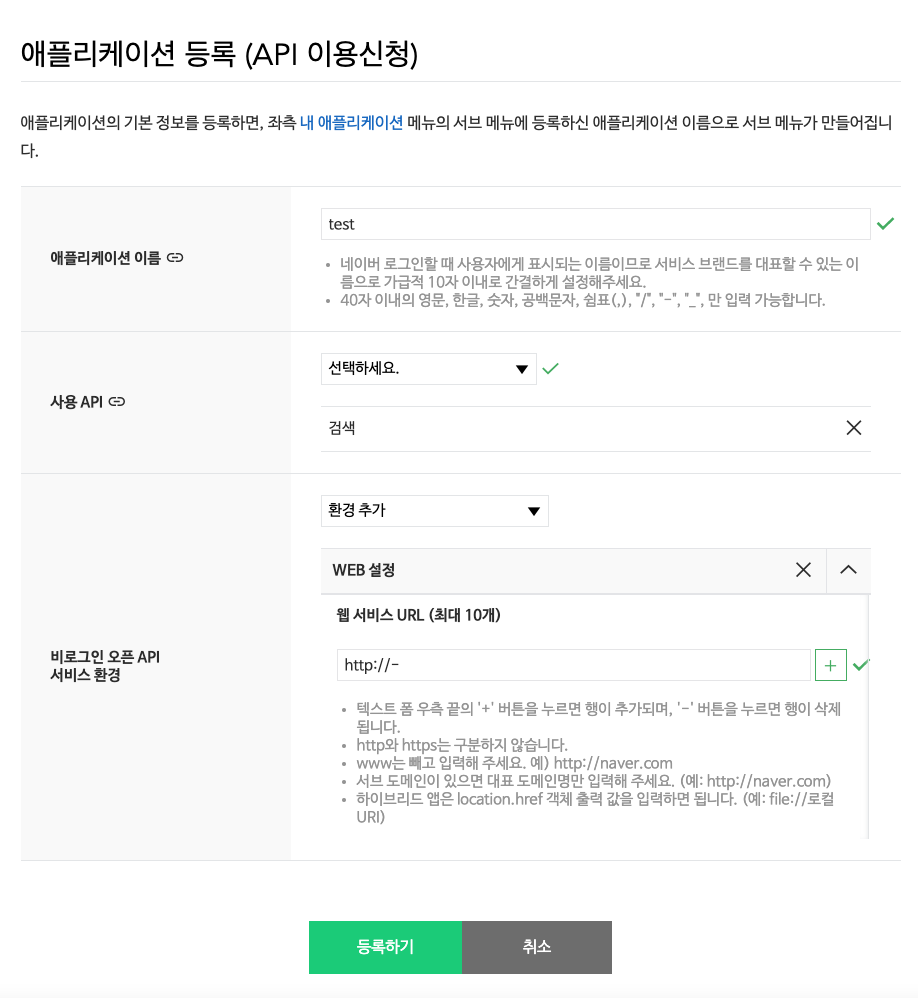 애플리케이션 등록 (API 이용신청)
애플리케이션의 기본 정보를 등록하면, 좌측 내 애플리케이션 메뉴의 서브 메뉴에 등록하신 애플리케이션 이름으로 서브 메뉴가 만들어집니
다.
애플리케이션 이름
test
네이버 로그인할 때 사용자에게 표시되는 이름이므로 서비스 브랜드를 대표할 수 있는 이
름으로 가급적 10자 이내로 간결하게 설정해주세요.
40자 이내의 영문, 한글, 숫자, 공백문자, 쉼표(,), "/", "-", "_", 만 입력 가능합니다.
사용 API
선택하세요.
검색
비로그인 오픈 API
서비스 환경
환경 추가
WEB 설정
웹 서비스 URL (최대 10개)
http://-
텍스트 폼 우측 끝의 '+' 버튼을 누르면 행이 추가되며, '-' 버튼을 누르면 행이 삭제
됩니다.
http와 https는 구분하지 않습니다.
www는 빼고 입력해 주세요. 예) http://naver.com
서브 도메인이 있으면 대표 도메인명만 입력해 주세요. (예: http://naver.com)
하이브리드 앱은 location.href 객체 출력 값을 입력하면 됩니다. (예: file://로컬
URI)
등록하기
취소